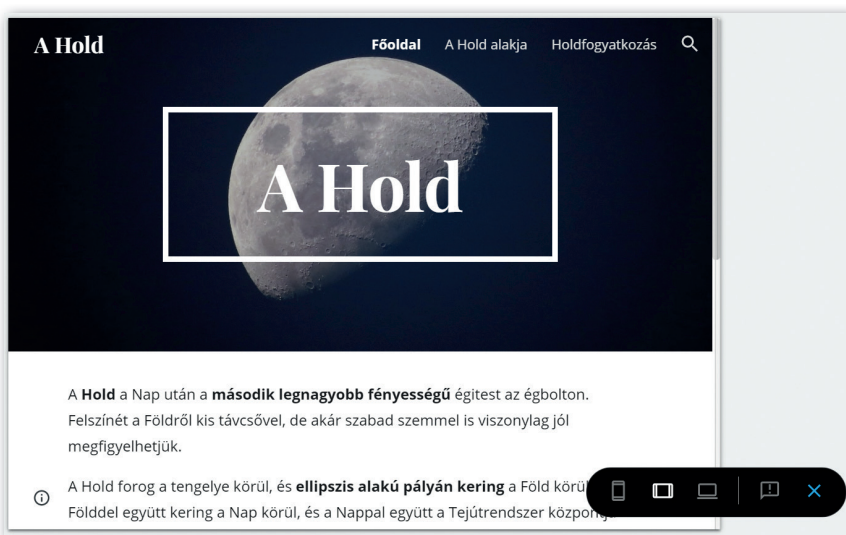 A Hold
Főoldal A Hold alakja Holdfogyatkozás
A Hold
A Hold a Nap után a második legnagyobb fényességű égitest az égbolton.
Felszínét a Földről kis távcsővel, de akár szabad szemmel is viszonylag jól
megfigyelhetjük.
A Hold forog a tengelye körül, és ellipszis alakú pályán kering a Föld körül
Földdel együtt kering a Nap körül, és a Nappal együtt a Tejútrendszer